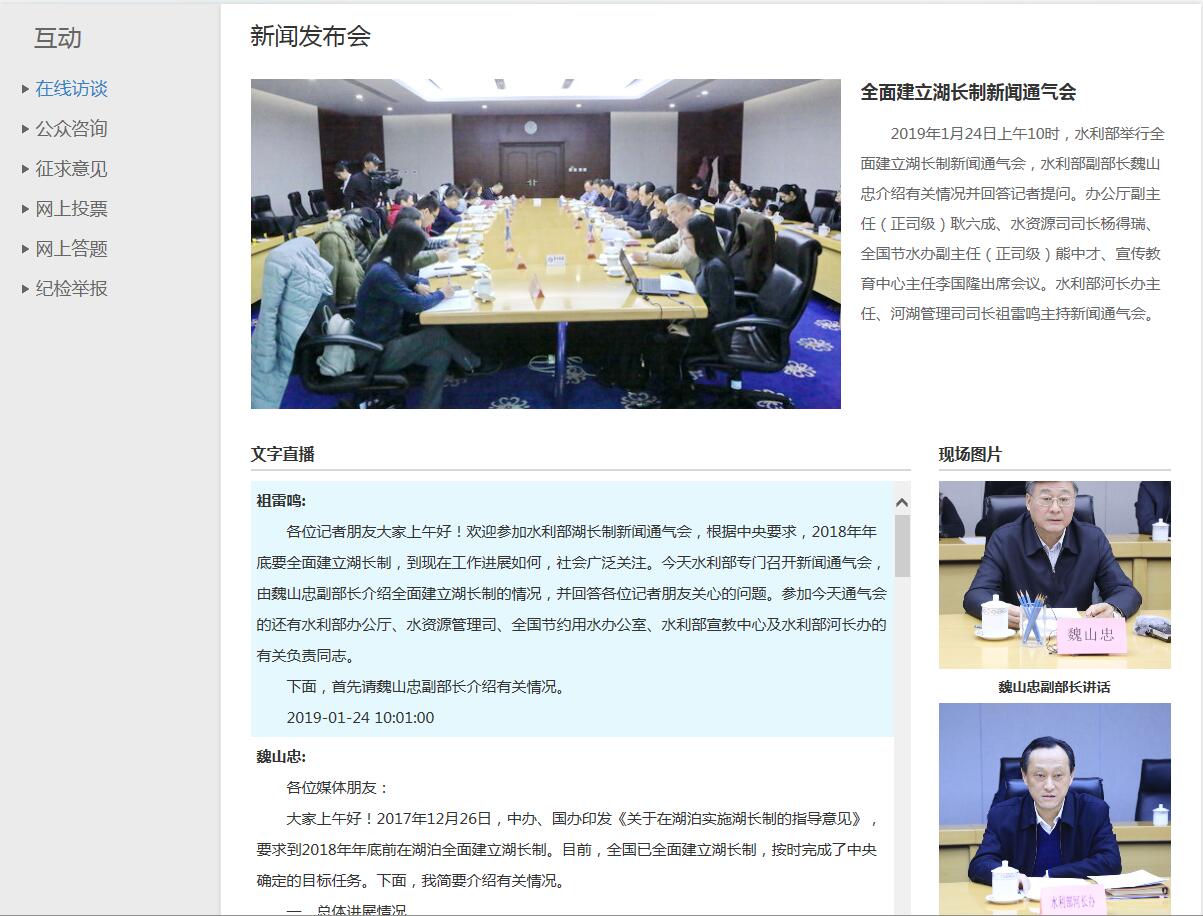 互动
在线访谈
公众咨询
征求意见
网上投票
网上答题
纪检举报
新闻发布会
全面建立湖长制新闻通气会
2019年1月24日上午10时，水利部举行全
面建立湖长制新闻通气会，水利部副部长魏山
忠介绍有关情况并回答记者提问。办公厅副主
任（正司级）耿六成、水资源司司长杨得瑞、
全国节水办副主任（正司级）熊中才、宣传教
育中心主任李国隆出席会议。水利部河长办主
任、河湖管理司司长祖雷鸣主持新闻通气会。
文字直播
祖雷鸣:
各位记者朋友大家上午好！欢迎参加水利部湖长制新闻通气会，根据中央要求，2018年年
底要全面建立湖长制，到现在工作进展如何，社会广泛关注。今天水利部专门召开新闻通气会，
由魏山忠副部长介绍全面建立湖长制的情况，并回答各位记者朋友关心的问题。参加今天通气会
的还有水利部办公厅、水资源管理司、全国节约用水办公室、水利部宣教中心及水利部河长办的
有关负责同志。
下面，首先请魏山忠副部长介绍有关情况。
2019-01-24 10:01:00
魏山忠:
各位媒体朋友：
大家上午好！2017年12月26日，中办、国办印发《关于在湖泊实施湖长制的指导意见》，
要求到2018年年底前在湖泊全面建立湖长制。目前，全国已全面建立湖长制，按时完成了中央
确定的目标任务。下面，我简要介绍有关情况。
一、总体进展情况
现场图片
魏山忠
魏山忠副部长讲话
水利部河长办